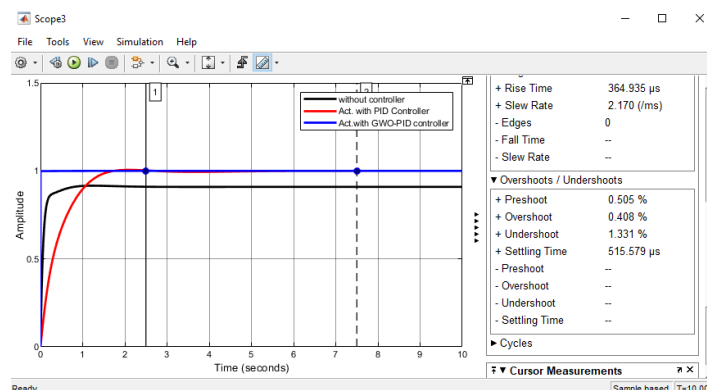 Scope3
File Tools View Simulation Help
1.5
1
0.5
0
Amplitude
1
without controller
Act. with PID Controller
Act.with GWO-PID controller
0 1 2 3 4 5 6 7 8 9 10
Time (seconds)
+ Rise Time 364.935 µs
+ Slew Rate 2.170 (/ms)
- Edges 0
- Fall Time --
- Slew Rate --
▼ Overshoots / Undershoots
+ Preshoot 0.505 %
+ Overshoot 0.408 %
+ Undershoot 1.331 %
+ Settling Time 515.579 µs
- Preshoot --
- Overshoot --
- Undershoot --
- Settling Time --
► Cycles
▼ Cursor Measurements
Ready
Sample based T=10.00